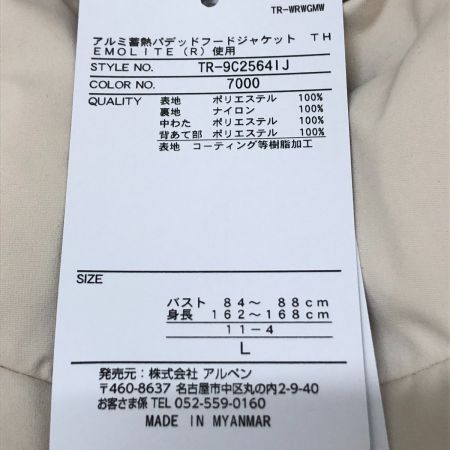 TR-WRWGMW
アルミ蓄熱パデッドフードジャケット TH
EMOLITE(R)使用
STYLE NO. TR-9C2564IJ
COLOR NO. 7000
QUALITY 表地 ポリエステル 100%
裏地 ナイロン 100%
中わた ポリエステル 100%
背あて部 ポリエステル 100%
表地 コーティング等樹脂加工
SIZE
バスト 84〜 88cm
身長 162〜168cm
11-4
L
発売元:株式会社 アルペン
〒460-8637 名古屋市中区丸の内2-9-40
お客さま係 TEL 052-559-0160
MADE IN MYANMAR